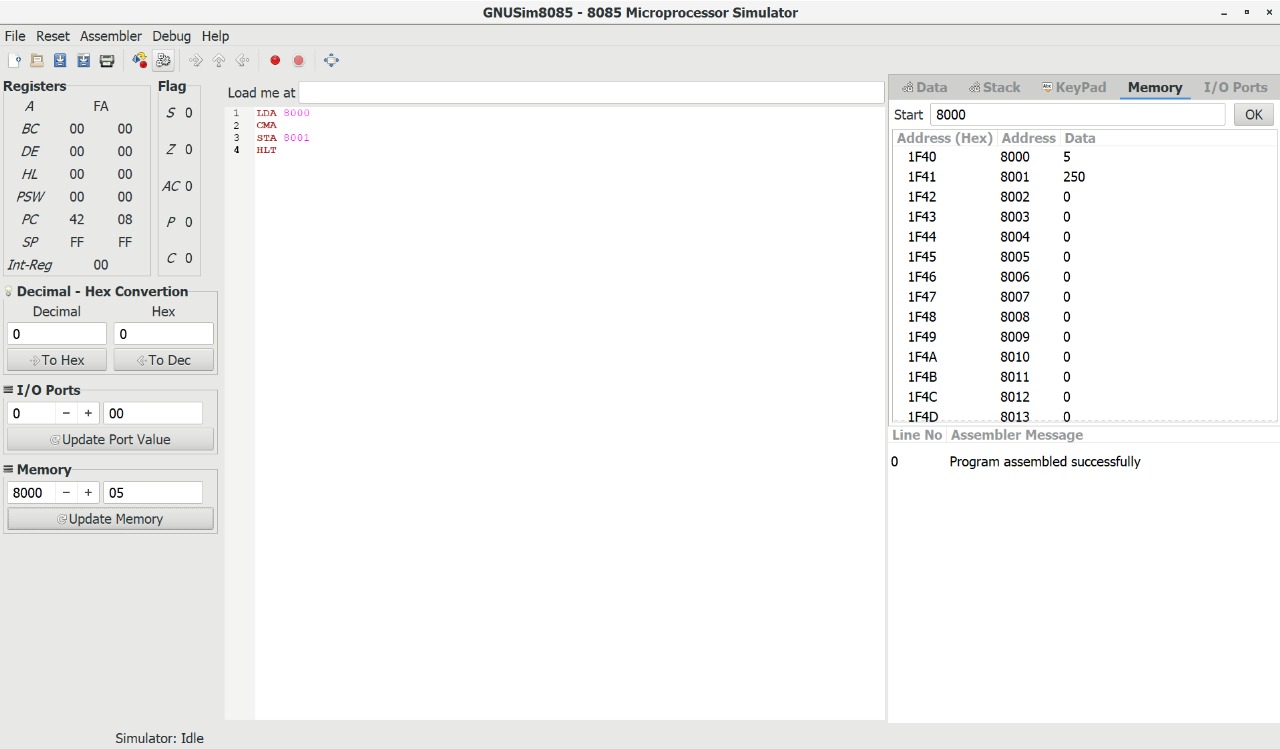 GNUSim8085 - 8085 Microprocessor Simulator
File Reset Assembler Debug Help
Registers
A FA
BC 00 00
DE 00 00
HL 00 00
PSW 00 00
PC 42 08
SP FF FF
Int-Reg 00
Flag
S 0
Z 0
AC 0
P 0
C 0
Decimal - Hex Convertion
Decimal Hex
0 0
To Hex To Dec
I/O Ports
0 − + 00
Update Port Value
Memory
8000 − + 05
Update Memory
Load me at
1 LDA 8000
2 CMA
3 STA 8001
4 HLT
Data Stack KeyPad Memory I/O Ports
Start 8000 OK
Address (Hex) Address Data
1F40 8000 5
1F41 8001 250
1F42 8002 0
1F43 8003 0
1F44 8004 0
1F45 8005 0
1F46 8006 0
1F47 8007 0
1F48 8008 0
1F49 8009 0
1F4A 8010 0
1F4B 8011 0
1F4C 8012 0
1F4D 8013 0
Line No Assembler Message
0 Program assembled successfully
Simulator: Idle